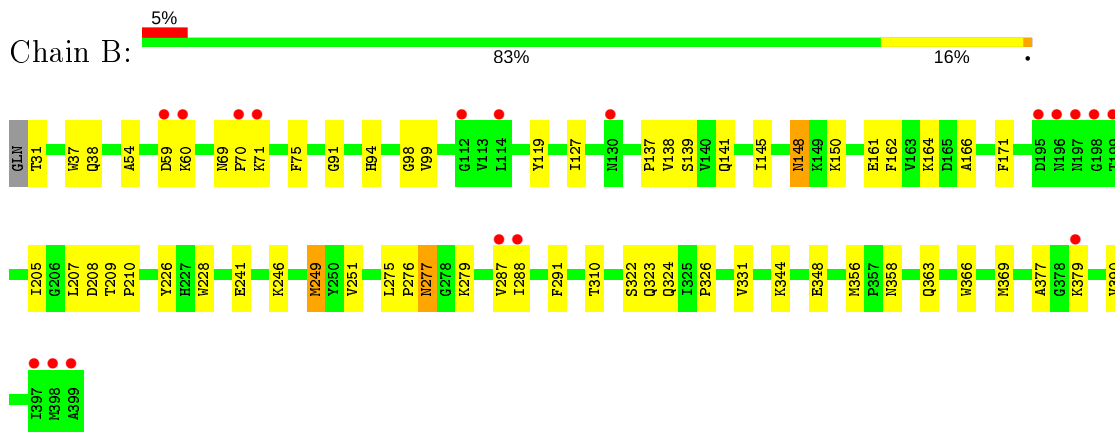 5%
Chain B:
83%
16%
GLN T31 W37 Q38 A54 D59 K60 N69 P70 K71 F75 G91 H94 G98 V99 G112 V113 L114 Y119 I127 N130 P137 V138 S139 V140 Q141 I145 N148 K149 K150 E161 F162 V163 K164 D165 A166 F171 D195 N196 N197 G198 T199
I205 G206 L207 D208 T209 P210 Y226 H227 W228 E241 K246 M249 Y250 V251 L275 P276 N277 G278 K279 V287 I288 F291 T310 S322 Q323 Q324 I325 P326 V331 K344 E348 M356 P357 N358 Q363 W366 M369 A377 G378 K379
I397 M398 A399